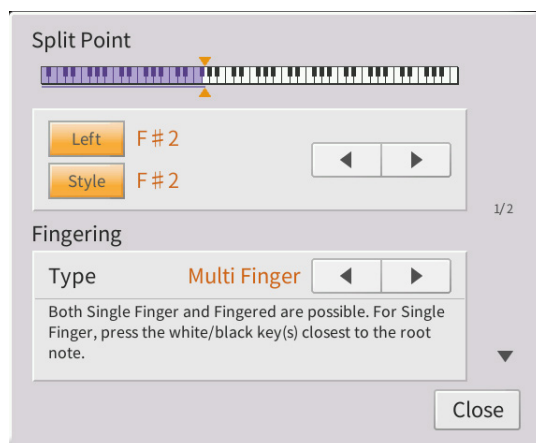 Split Point
Left F♯2
Style F♯2
1/2
Fingering
Type Multi Finger
Both Single Finger and Fingered are possible. For Single
Finger, press the white/black key(s) closest to the root
note.
Close